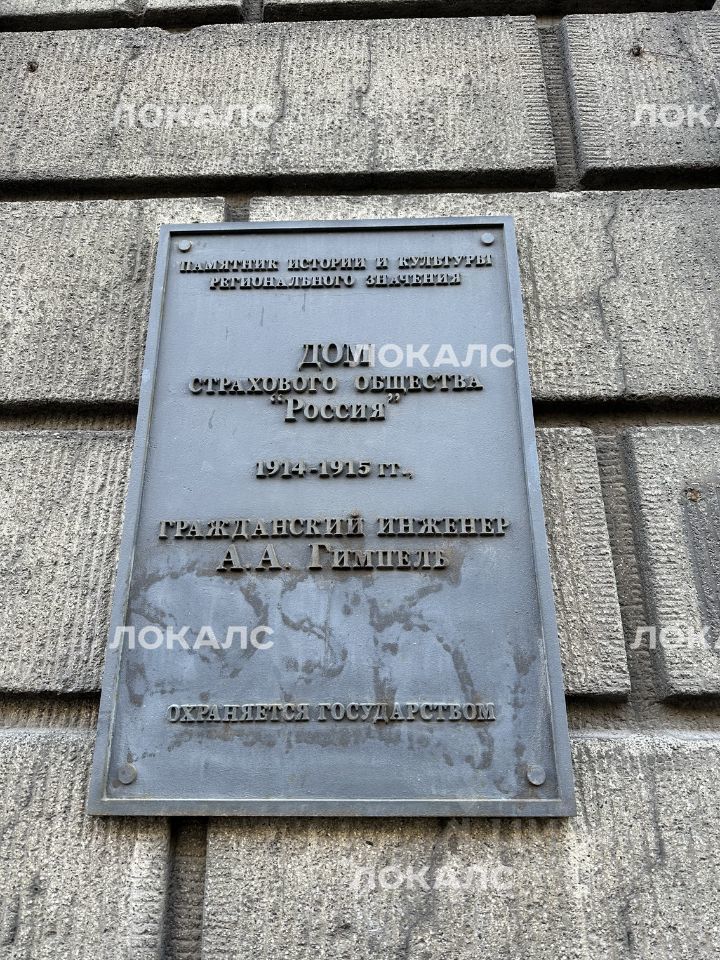 ЛОКАЛС
ЛОКАЛС
ПАМЯТНИК ИСТОРИИ И КУЛЬТУРЫ
РЕГИОНАЛЬНОГО ЗНАЧЕНИЯ
ДОМ
ЛОКАЛС
СТРАХОВОГО ОБЩЕСТВА
“РОССИЯ”
1914-1915 ГГ.,
ГРАЖДАНСКИЙ ИНЖЕНЕР
А.А. ГИМПЕЛЬ
ЛОКАЛС
ЛОКАЛС
ОХРАНЯЕТСЯ ГОСУДАРСТВОМ
ЛОКАЛС